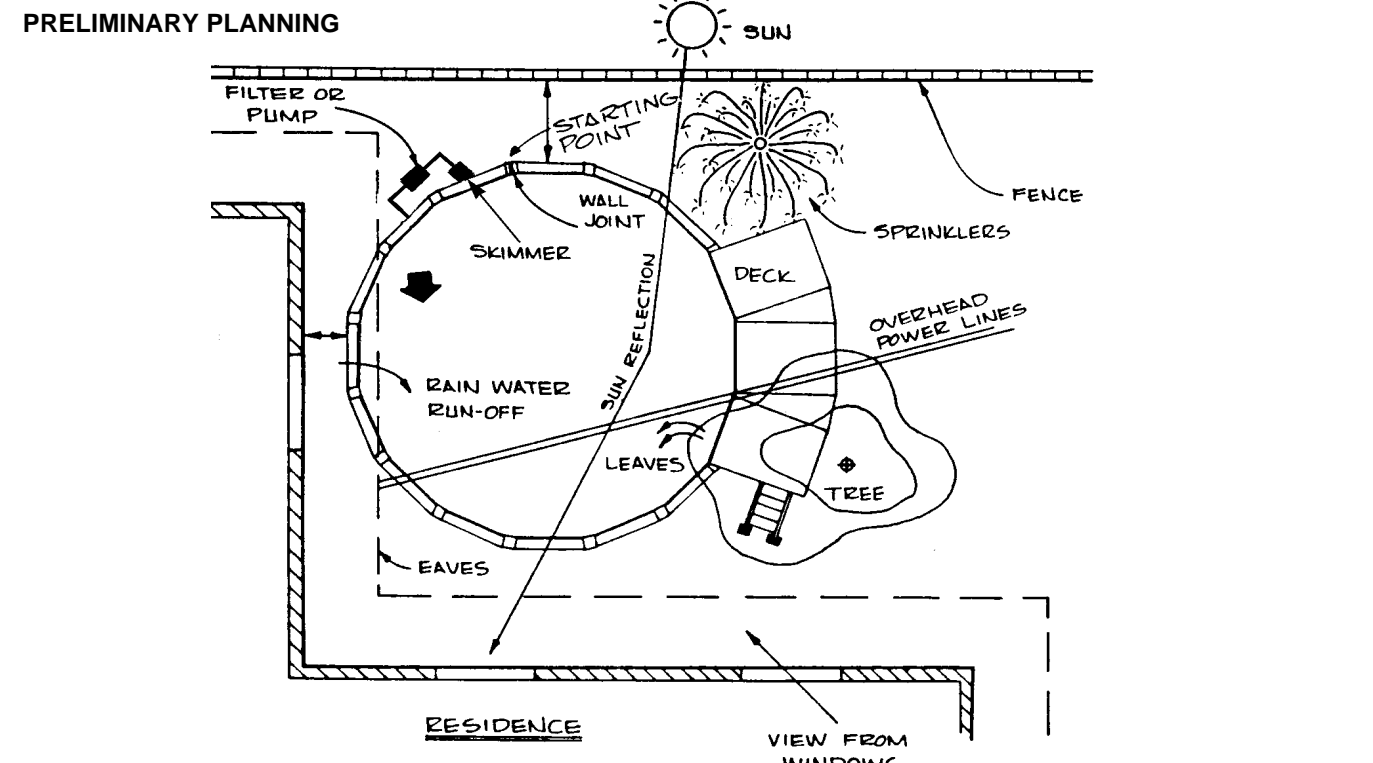 PRELIMINARY PLANNING
SUN
FILTER OR
PUMP
STARTING
POINT
FENCE
WALL
JOINT
SPRINKLERS
SKIMMER
DECK
SUN REFLECTION
OVERHEAD
POWER LINES
RAIN WATER
RUN-OFF
LEAVES
TREE
EAVES
RESIDENCE
VIEW FROM
WINDOWS